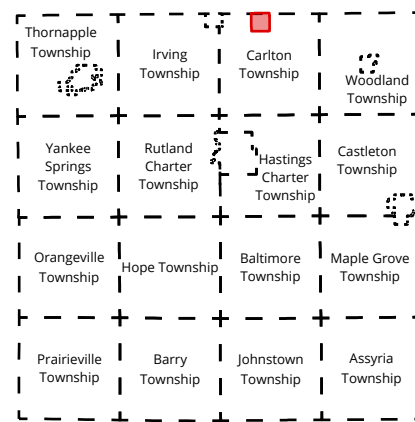 Thornapple
Township
Irving
Township
Carlton
Township
Woodland
Township
Yankee
Springs
Township
Rutland
Charter
Township
Hastings
Charter
Township
Castleton
Township
Orangeville
Township
Hope Township
Baltimore
Township
Maple Grove
Township
Prairieville
Township
Barry
Township
Johnstown
Township
Assyria
Township